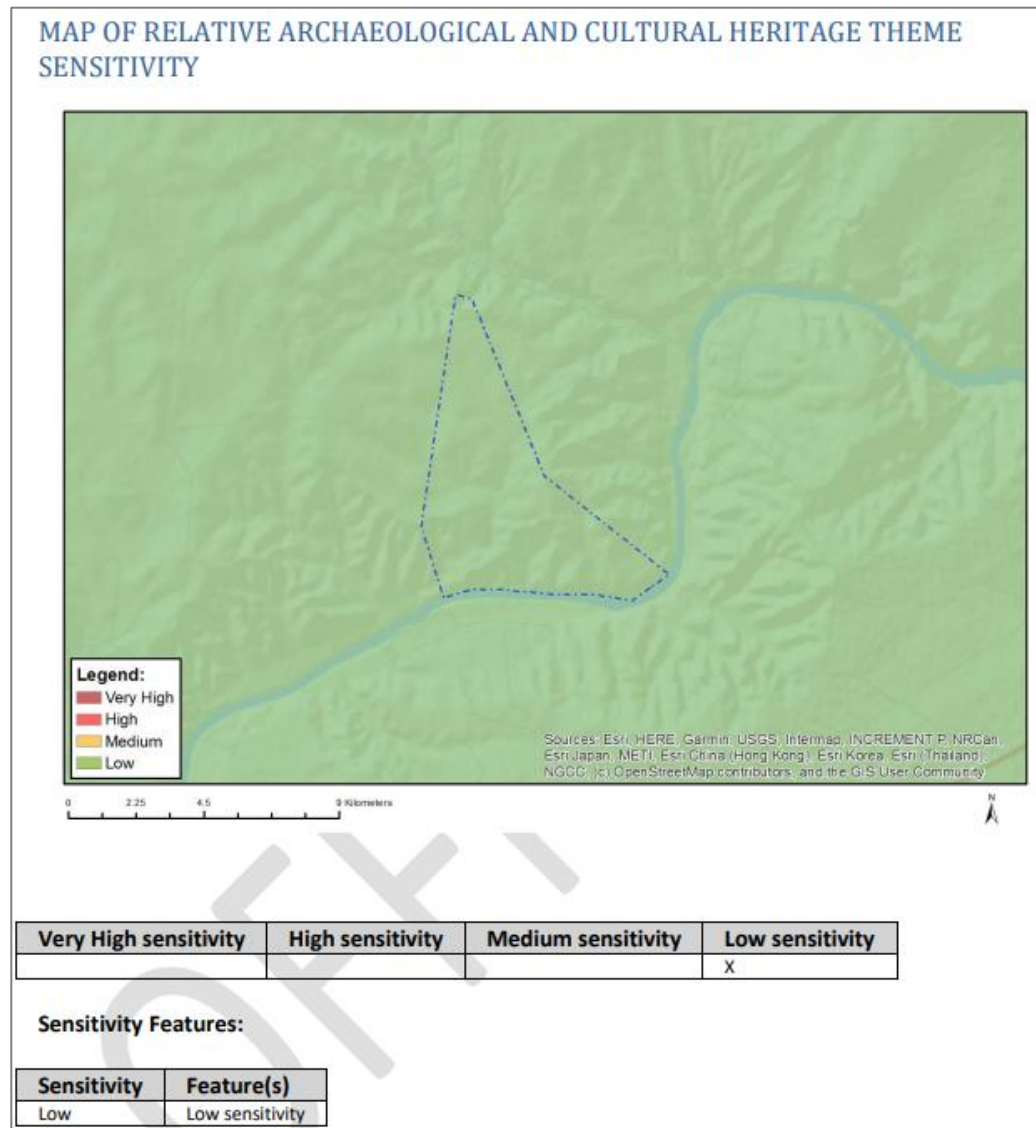 MAP OF RELATIVE ARCHAEOLOGICAL AND CULTURAL HERITAGE THEME
SENSITIVITY
Legend:
Very High
High
Medium
Low
Sources: Esri, HERE, Garmin, USGS, Intermap, INCREMENT P, NRCan,
Esri Japan, METI, Esri China (Hong Kong), Esri Korea, Esri (Thailand),
NGCC, (c) OpenStreetMap contributors, and the GIS User Community
0 2.25 4.5 9 Kilometers
N
Very High sensitivity High sensitivity Medium sensitivity Low sensitivity
X
Sensitivity Features:
Sensitivity Feature(s)
Low Low sensitivity